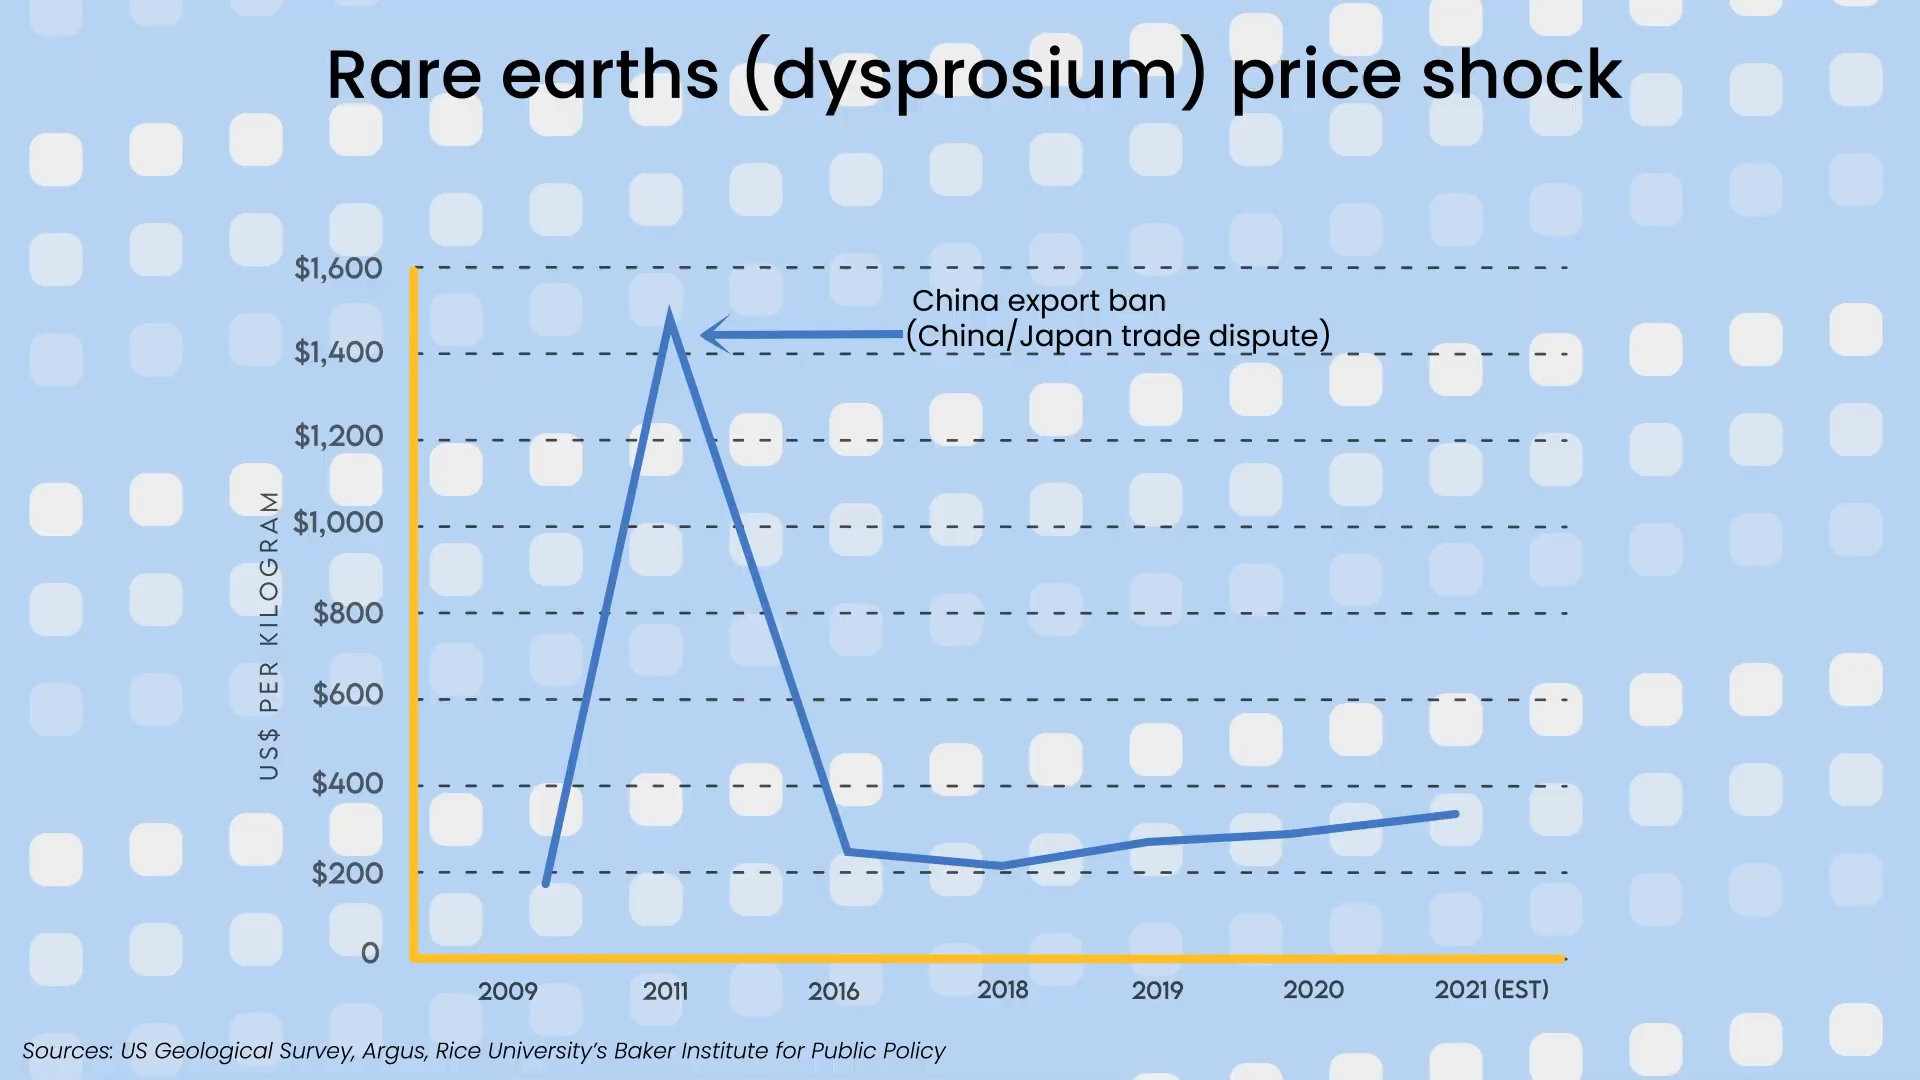 Rare earths (dysprosium) price shock
$1,600
China export ban
(China/Japan trade dispute)
$1,400
$1,200
$1,000
US$ PER KILOGRAM
$800
$600
$400
$200
0
2009 2011 2016 2018 2019 2020 2021 (EST)
Sources: US Geological Survey, Argus, Rice University’s Baker Institute for Public Policy